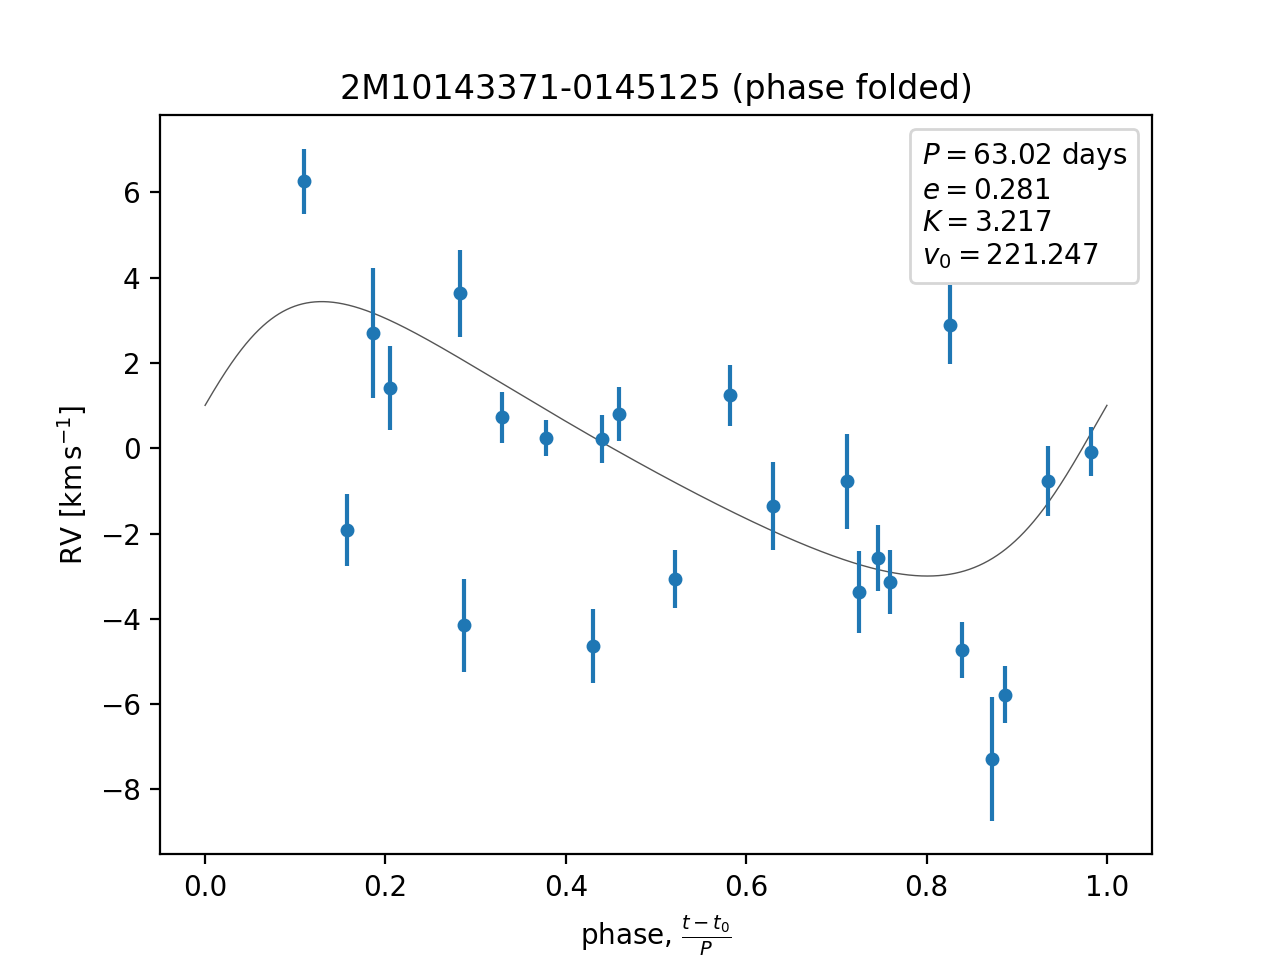 2M10143371-0145125 (phase folded)
P = 63.02 days
e = 0.281
K = 3.217
v₀ = 221.247
RV [km s⁻¹]
6
4
2
0
−2
−4
−6
−8
0.0 0.2 0.4 0.6 0.8 1.0
phase, (t − t₀)/P